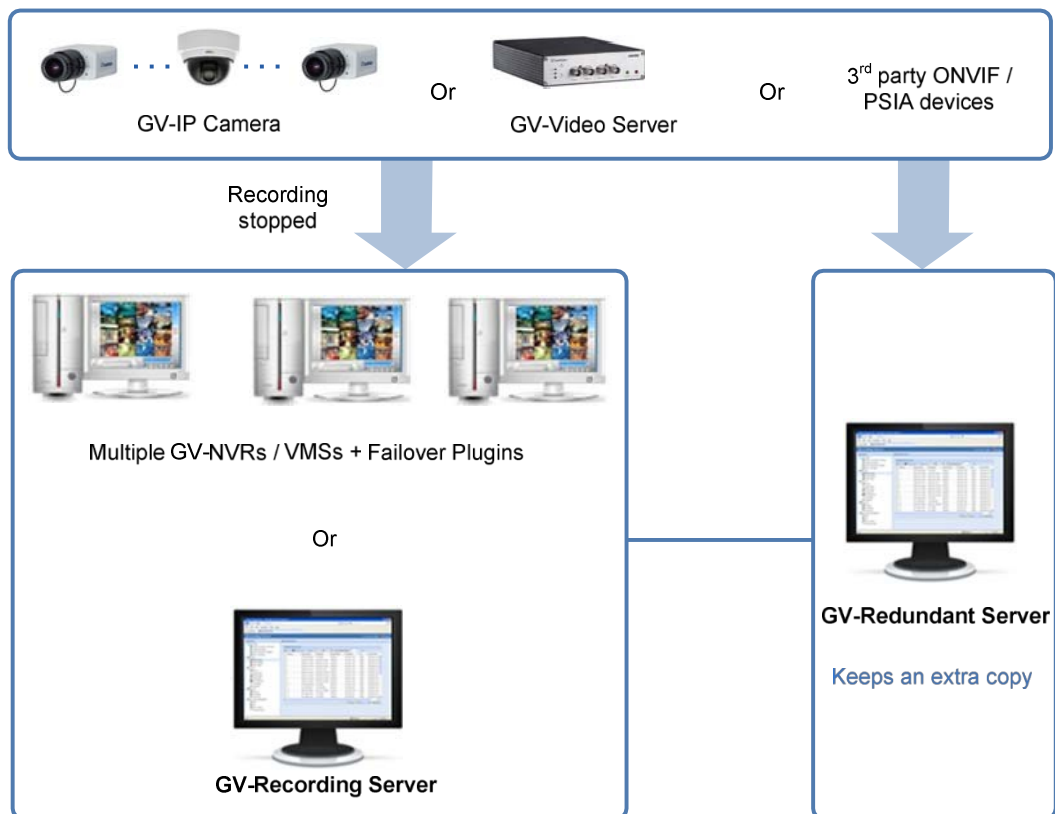 GV-IP Camera
Or
GV-Video Server
Or
3rd party ONVIF /
PSIA devices
Recording
stopped
Multiple GV-NVRs / VMSs + Failover Plugins
Or
GV-Recording Server
GV-Redundant Server
Keeps an extra copy